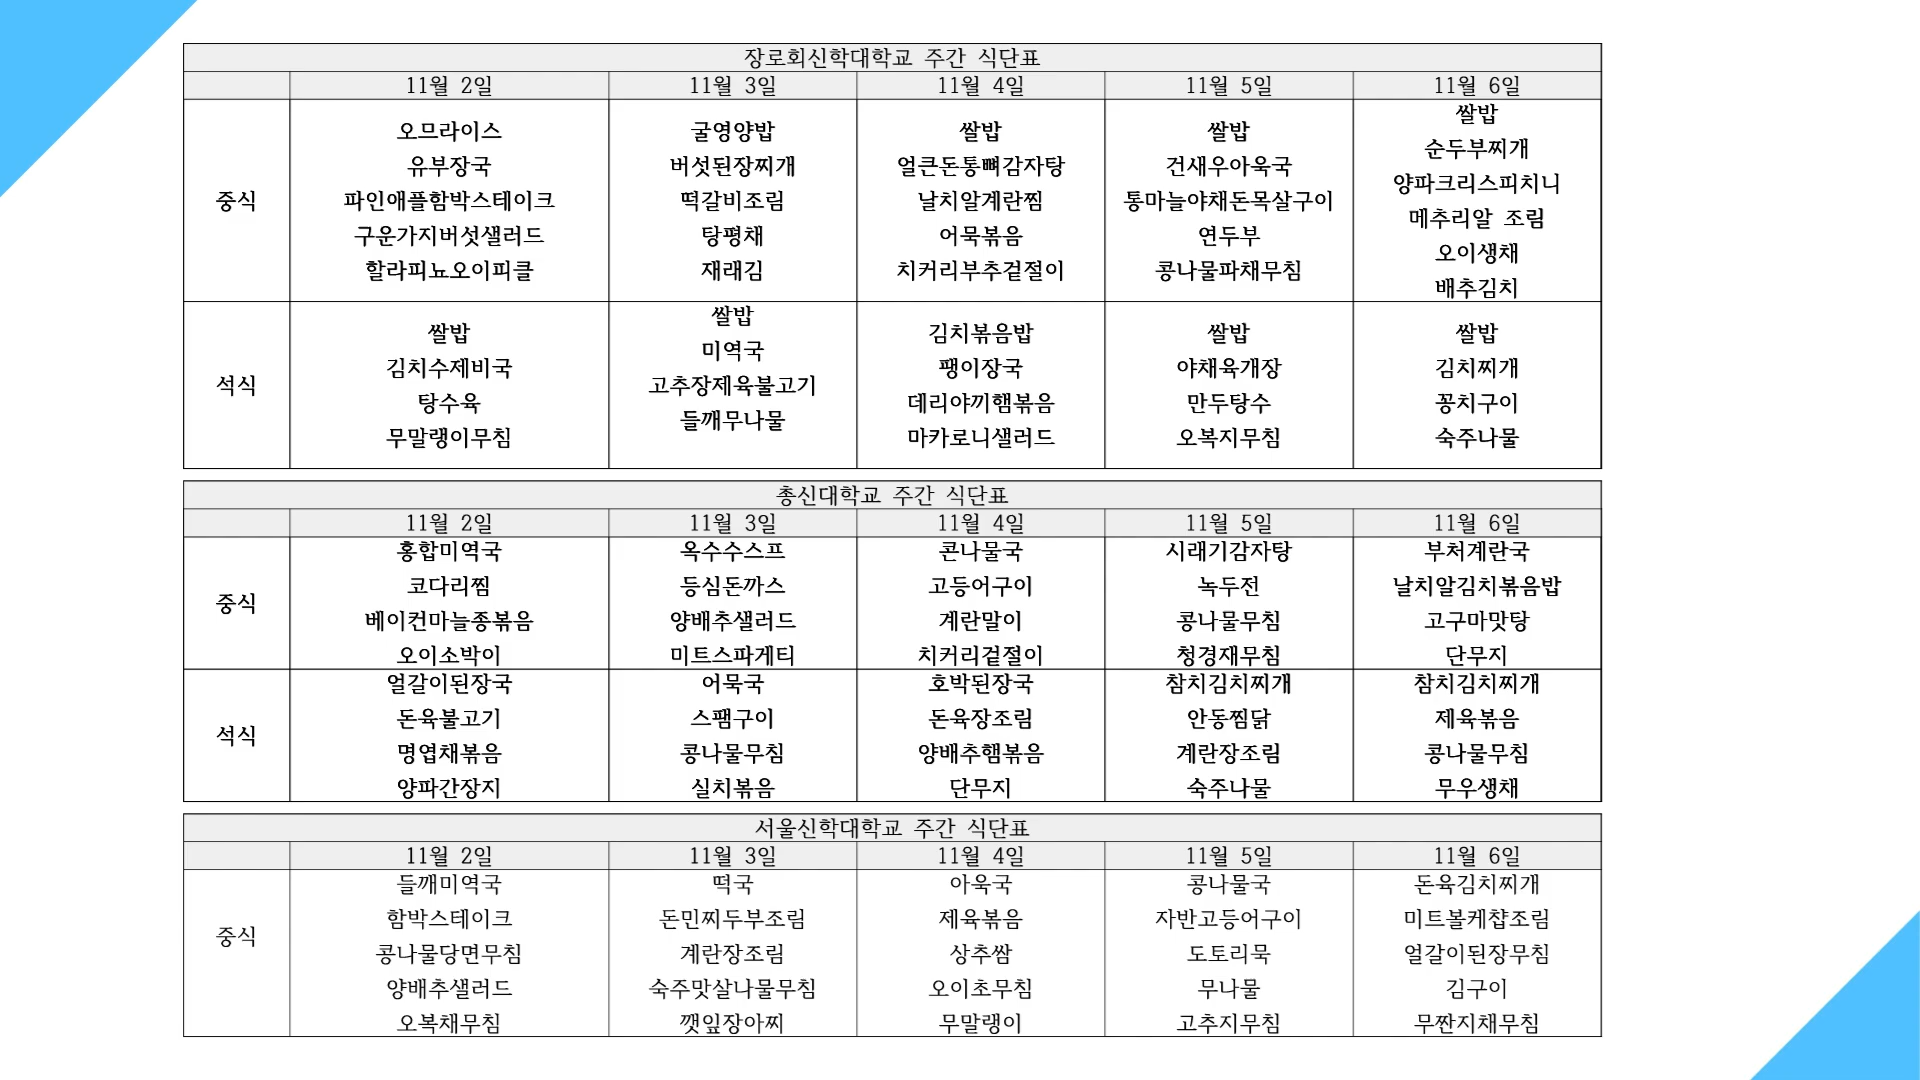 장로회신학대학교 주간 식단표
11월 2일 11월 3일 11월 4일 11월 5일 11월 6일
중식
오므라이스
유부장국
파인애플함박스테이크
구운가지버섯샐러드
할라피뇨오이피클
굴영양밥
버섯된장찌개
떡갈비조림
탕평채
재래김
쌀밥
얼큰돈통뼈감자탕
날치알계란찜
어묵볶음
치커리부추겉절이
쌀밥
건새우아욱국
통마늘야채돈목살구이
연두부
콩나물파채무침
쌀밥
순두부찌개
양파크리스피치니
메추리알 조림
오이생채
배추김치
석식
쌀밥
김치수제비국
탕수육
무말랭이무침
쌀밥
미역국
고추장제육불고기
들깨무나물
김치볶음밥
팽이장국
데리야끼햄볶음
마카로니샐러드
쌀밥
야채육개장
만두탕수
오복지무침
쌀밥
김치찌개
꽁치구이
숙주나물
총신대학교 주간 식단표
11월 2일 11월 3일 11월 4일 11월 5일 11월 6일
중식
홍합미역국
코다리찜
베이컨마늘종볶음
오이소박이
옥수수스프
등심돈까스
양배추샐러드
미트스파게티
콘나물국
고등어구이
계란말이
치커리겉절이
시래기감자탕
녹두전
콩나물무침
청경재무침
부처계란국
날치알김치볶음밥
고구마맛탕
단무지
석식
얼갈이된장국
돈육불고기
명엽채볶음
양파간장지
어묵국
스팸구이
콩나물무침
실치볶음
호박된장국
돈육장조림
양배추햄볶음
단무지
참치김치찌개
안동찜닭
계란장조림
숙주나물
참치김치찌개
제육볶음
콩나물무침
무우생채
서울신학대학교 주간 식단표
11월 2일 11월 3일 11월 4일 11월 5일 11월 6일
중식
들깨미역국
함박스테이크
콩나물당면무침
양배추샐러드
오복채무침
떡국
돈민찌두부조림
계란장조림
숙주맛살나물무침
깻잎장아찌
아욱국
제육볶음
상추쌈
오이초무침
무말랭이
콩나물국
자반고등어구이
도토리묵
무나물
고추지무침
돈육김치찌개
미트볼케챱조림
얼갈이된장무침
김구이
무짠지채무침